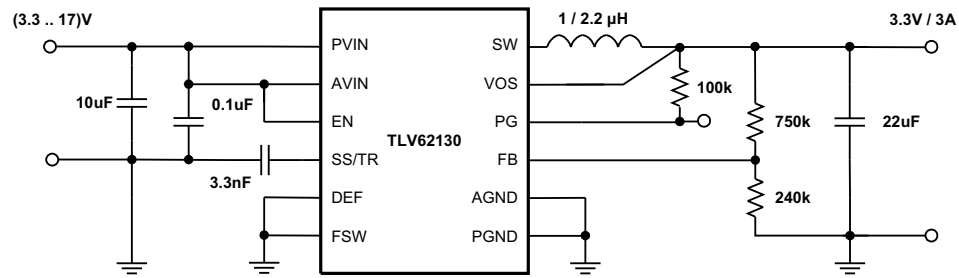 (3.3 .. 17)V
1 / 2.2 µH
3.3V / 3A
PVIN
SW
AVIN
VOS
10uF
0.1uF
100k
EN
PG
TLV62130
750k
22uF
SS/TR
FB
3.3nF
240k
DEF
AGND
FSW
PGND